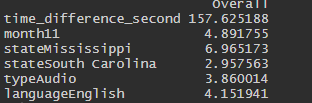 Overall
time_difference_second 157.625188
month11 4.891755
stateMississippi 6.965173
stateSouth Carolina 2.957563
typeAudio 3.860014
languageEnglish 4.151941